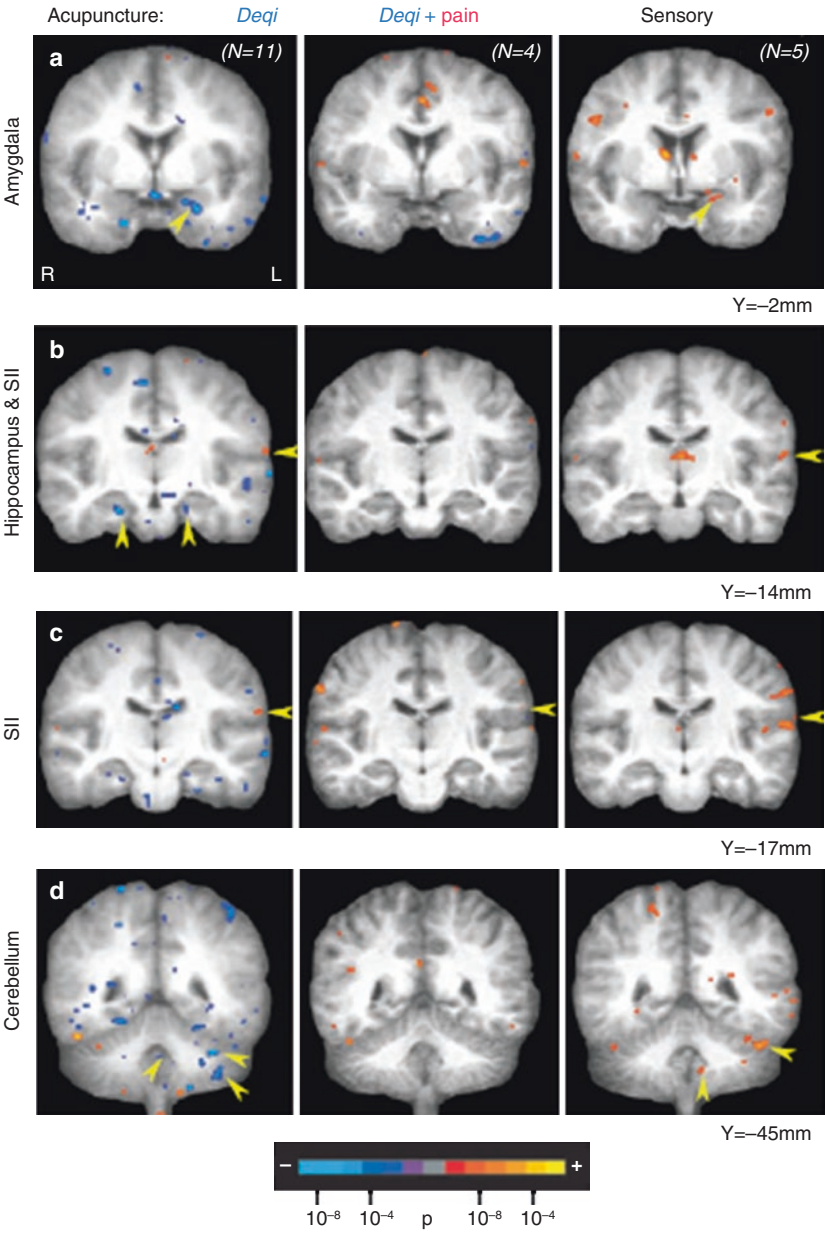 Acupuncture: Deqi Deqi + pain Sensory
a (N=11) (N=4) (N=5)
Amygdala
R L
Y=–2mm
b
Hippocampus & SII
Y=–14mm
c
SII
Y=–17mm
d
Cerebellum
Y=–45mm
– +
10–8 10–4 p 10–8 10–4